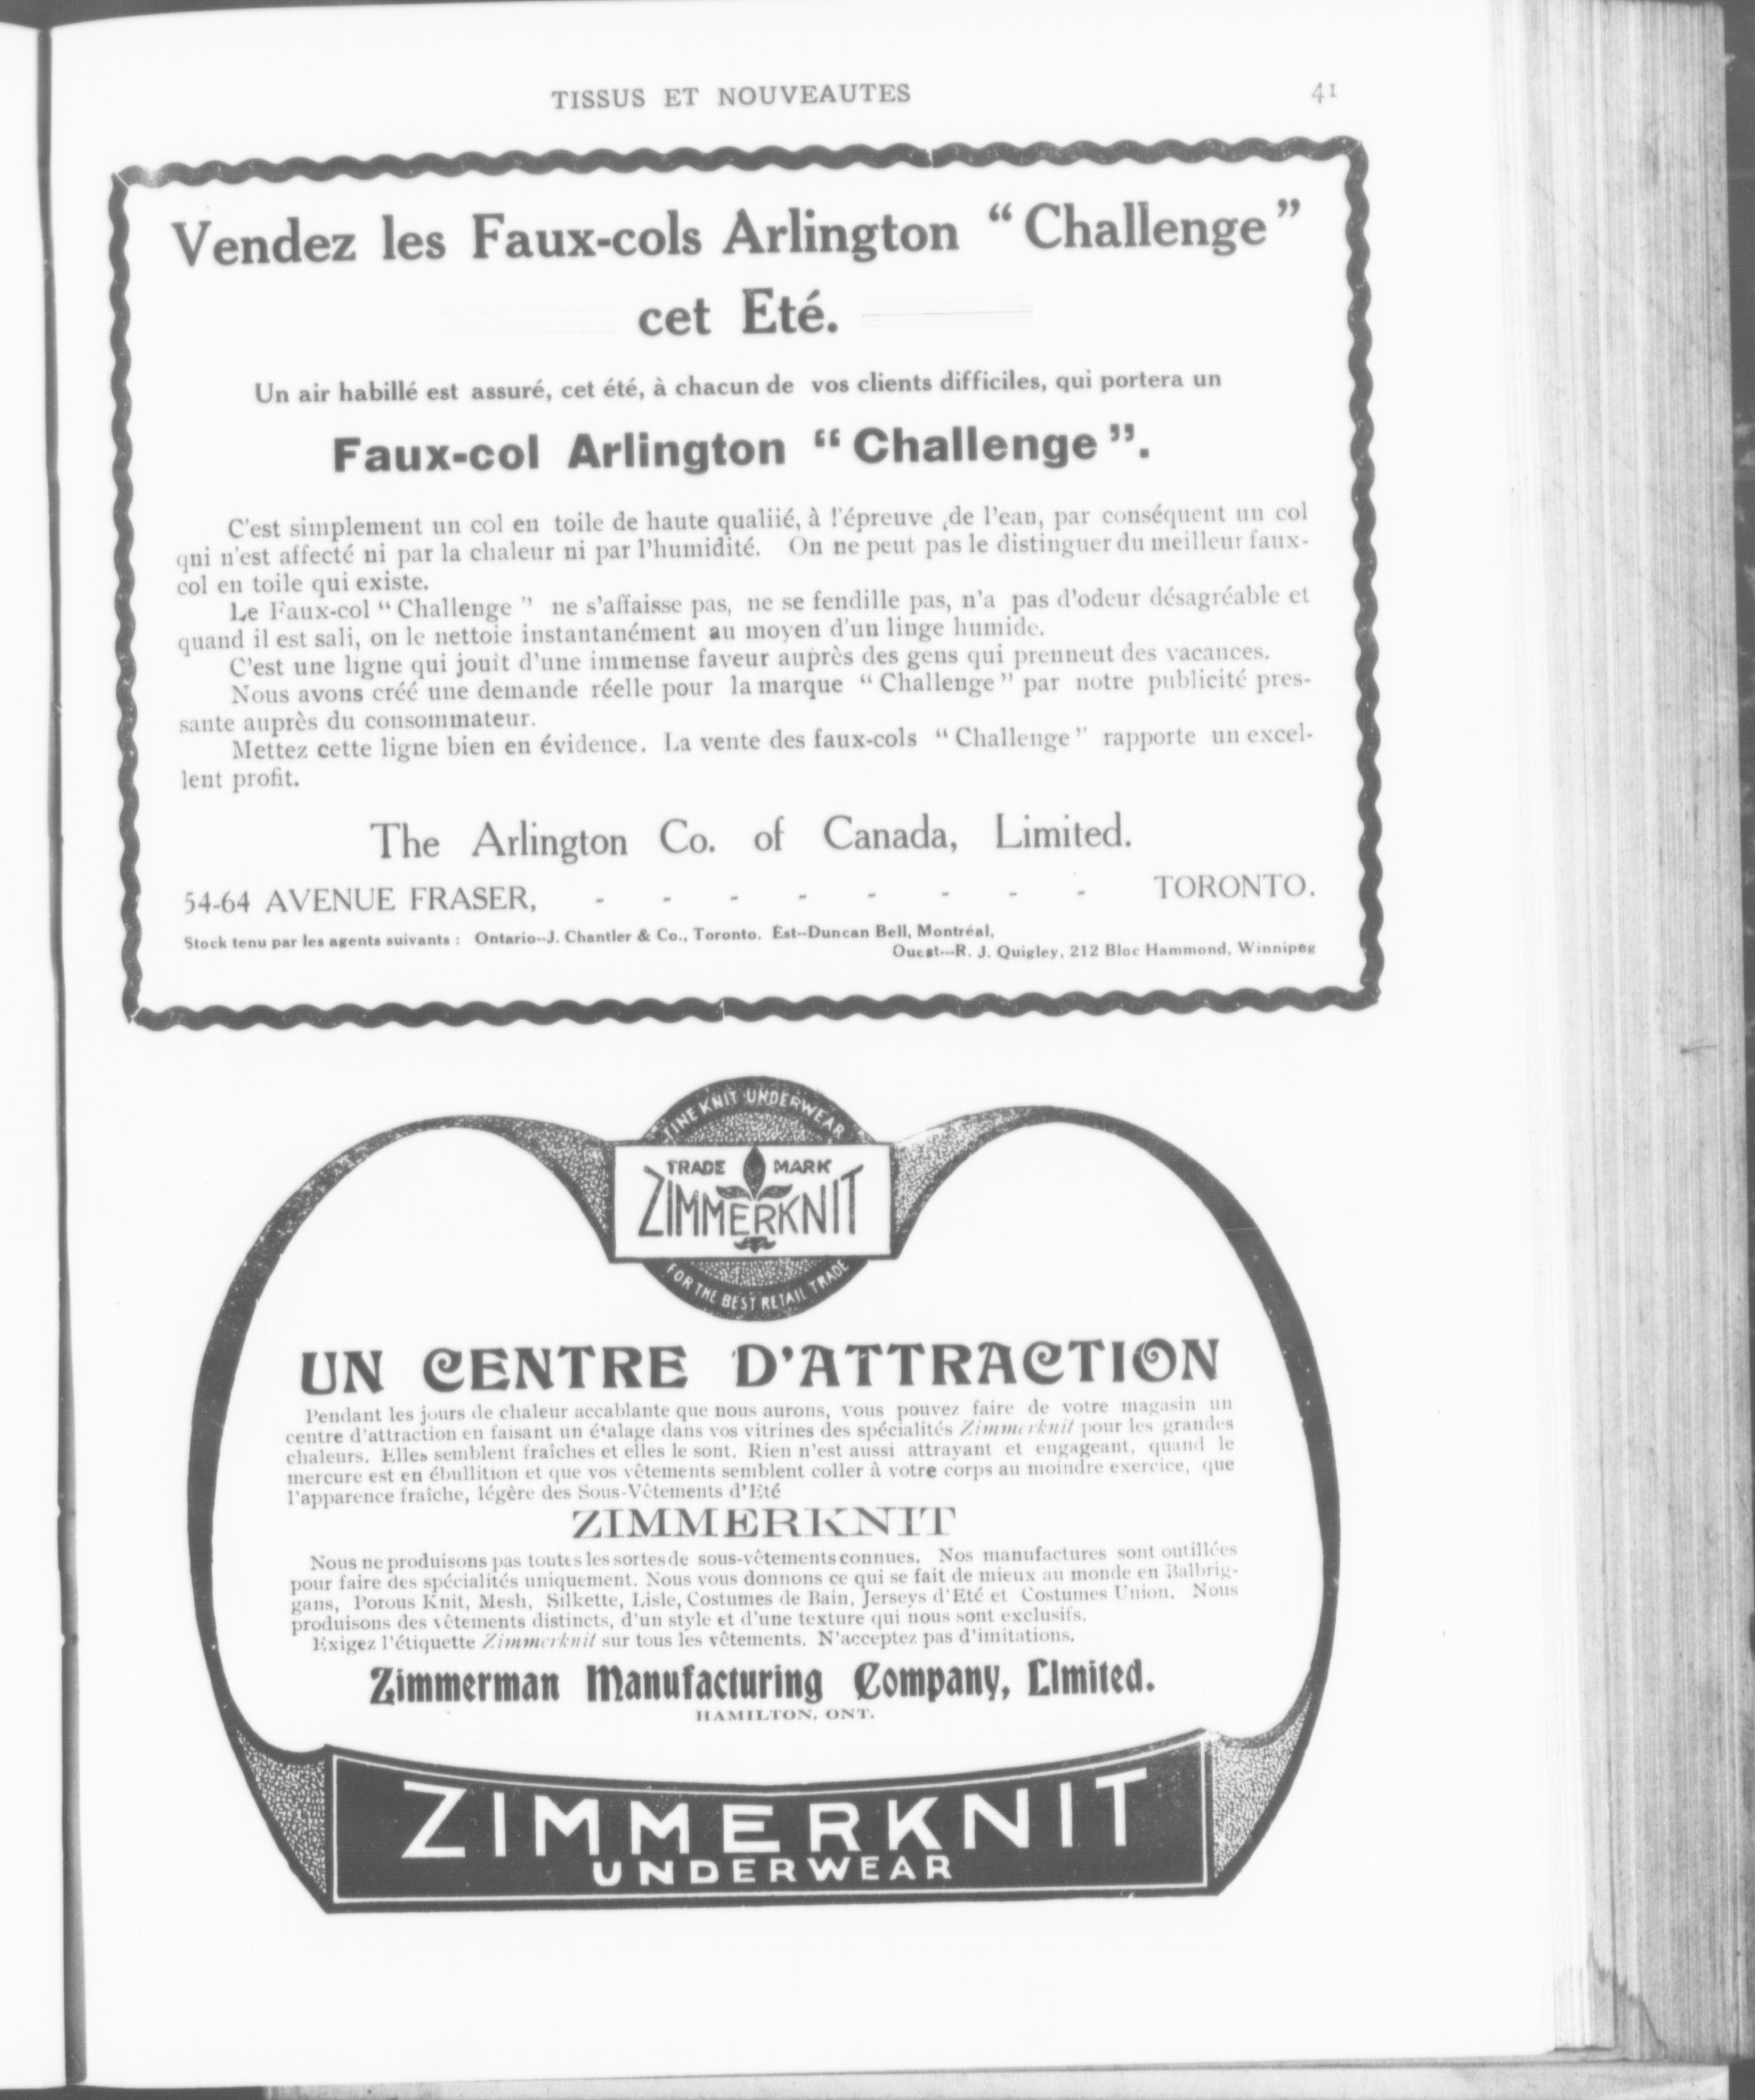 TISSUS ET NOUVEAUTES 41
Vendez les Faux-cols Arlington “Challenge”
cet Eté.
Un air habillé est assuré, cet été, à chacun de vos clients difficiles, qui portera un
Faux-col Arlington “Challenge”.
C'est simplement un col en toile de haute qualiié, à l'épreuve de l'ean, par conséquent un col
qni n'est affecté ni par la chaleur ni par l'humidité. On ne peut pas le distinguer du meilleur faux-
col en toile qui existe.
Le Faux-col “Challenge” ne s'affaisse pas, ne se fendille pas, n'a pas d'odeur désagréable et
quand il est sali, on le nettoie instantanément au moyen d'un linge humide.
C'est une ligne qui jouit d'une immense faveur auprès des gens qui prenneut des vacances.
Nous avons créé une demande réelle pour la marque “Challenge” par notre publicité pres-
sante auprès du consommateur.
Mettez cette ligne bien en évidence. La vente des faux-cols “Challenge” rapporte un excel-
lent profit.
The Arlington Co. of Canada, Limited.
54-64 AVENUE FRASER, - - - - - - - - TORONTO.
Stock tenu par les agents suivants : Ontario--J. Chantler & Co., Toronto. Est--Duncan Bell, Montréal,
Ouest---R. J. Quigley, 212 Bloc Hammond, Winnipeg
FINE KNIT UNDERWEAR
TRADE MARK
ZIMMERKNIT
FOR THE BEST RETAIL TRADE
UN CENTRE D'ATTRACTION
Pendant les jours de chaleur accablante que nous aurons, vous pouvez faire de votre magasin un
centre d'attraction en faisant un étalage dans vos vitrines des spécialités Zimmerknit pour les grandes
chaleurs. Elles semblent fraîches et elles le sont. Rien n'est aussi attrayant et engageant, quand le
mercure est en ébullition et que vos vêtements semblent coller à votre corps au moindre exercice, que
l'apparence fraîche, légère des Sous-Vêtements d'Eté
ZIMMERKNIT
Nous ne produisons pas toutes les sortes de sous-vêtements connues. Nos manufactures sont outillées
pour faire des spécialités uniquement. Nous vous donnons ce qui se fait de mieux au monde en Balbrig-
gans, Porous Knit, Mesh, Silkette, Lisle, Costumes de Bain, Jerseys d'Eté et Costumes Union. Nous
produisons des vêtements distincts, d'un style et d'une texture qui nous sont exclusifs.
Exigez l'étiquette Zimmerknit sur tous les vêtements. N'acceptez pas d'imitations.
Zimmerman Manufacturing Company, LImited.
HAMILTON, ONT.
ZIMMERKNIT
UNDERWEAR